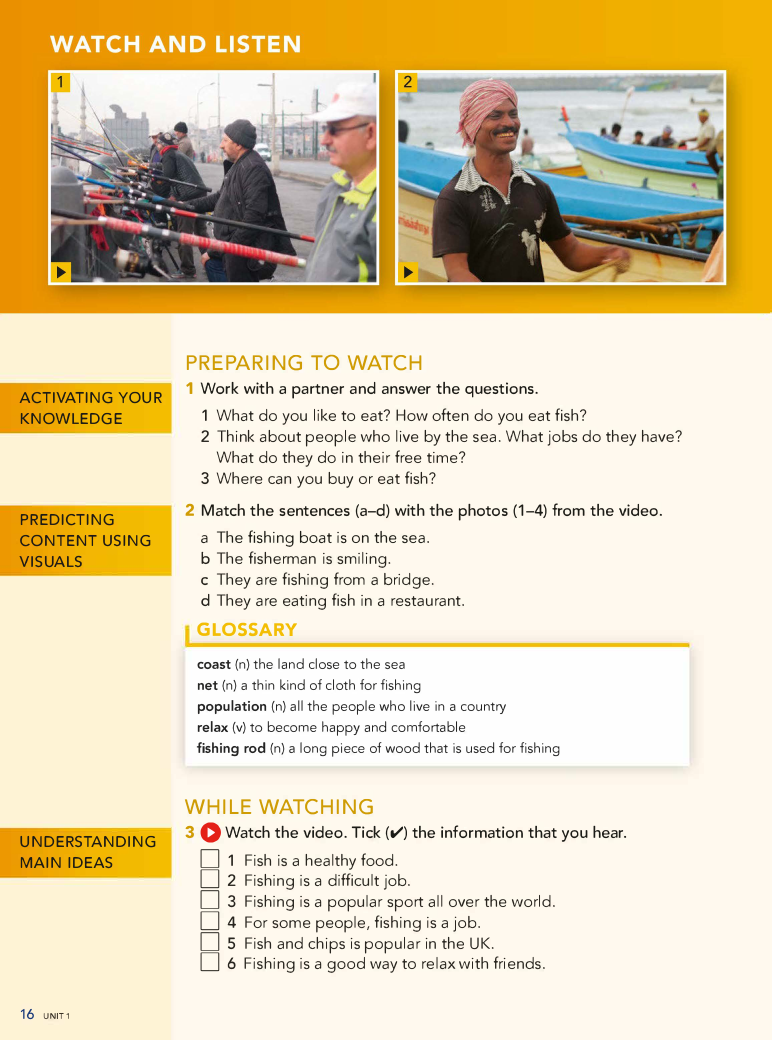 WATCH AND LISTEN
1
2
PREPARING TO WATCH
ACTIVATING YOUR
KNOWLEDGE
1 Work with a partner and answer the questions.
1 What do you like to eat? How often do you eat fish?
2 Think about people who live by the sea. What jobs do they have?
What do they do in their free time?
3 Where can you buy or eat fish?
PREDICTING
CONTENT USING
VISUALS
2 Match the sentences (a–d) with the photos (1–4) from the video.
a The fishing boat is on the sea.
b The fisherman is smiling.
c They are fishing from a bridge.
d They are eating fish in a restaurant.
GLOSSARY
coast (n) the land close to the sea
net (n) a thin kind of cloth for fishing
population (n) all the people who live in a country
relax (v) to become happy and comfortable
fishing rod (n) a long piece of wood that is used for fishing
WHILE WATCHING
UNDERSTANDING
MAIN IDEAS
3 Watch the video. Tick (✔) the information that you hear.
1 Fish is a healthy food.
2 Fishing is a difficult job.
3 Fishing is a popular sport all over the world.
4 For some people, fishing is a job.
5 Fish and chips is popular in the UK.
6 Fishing is a good way to relax with friends.
16 UNIT 1